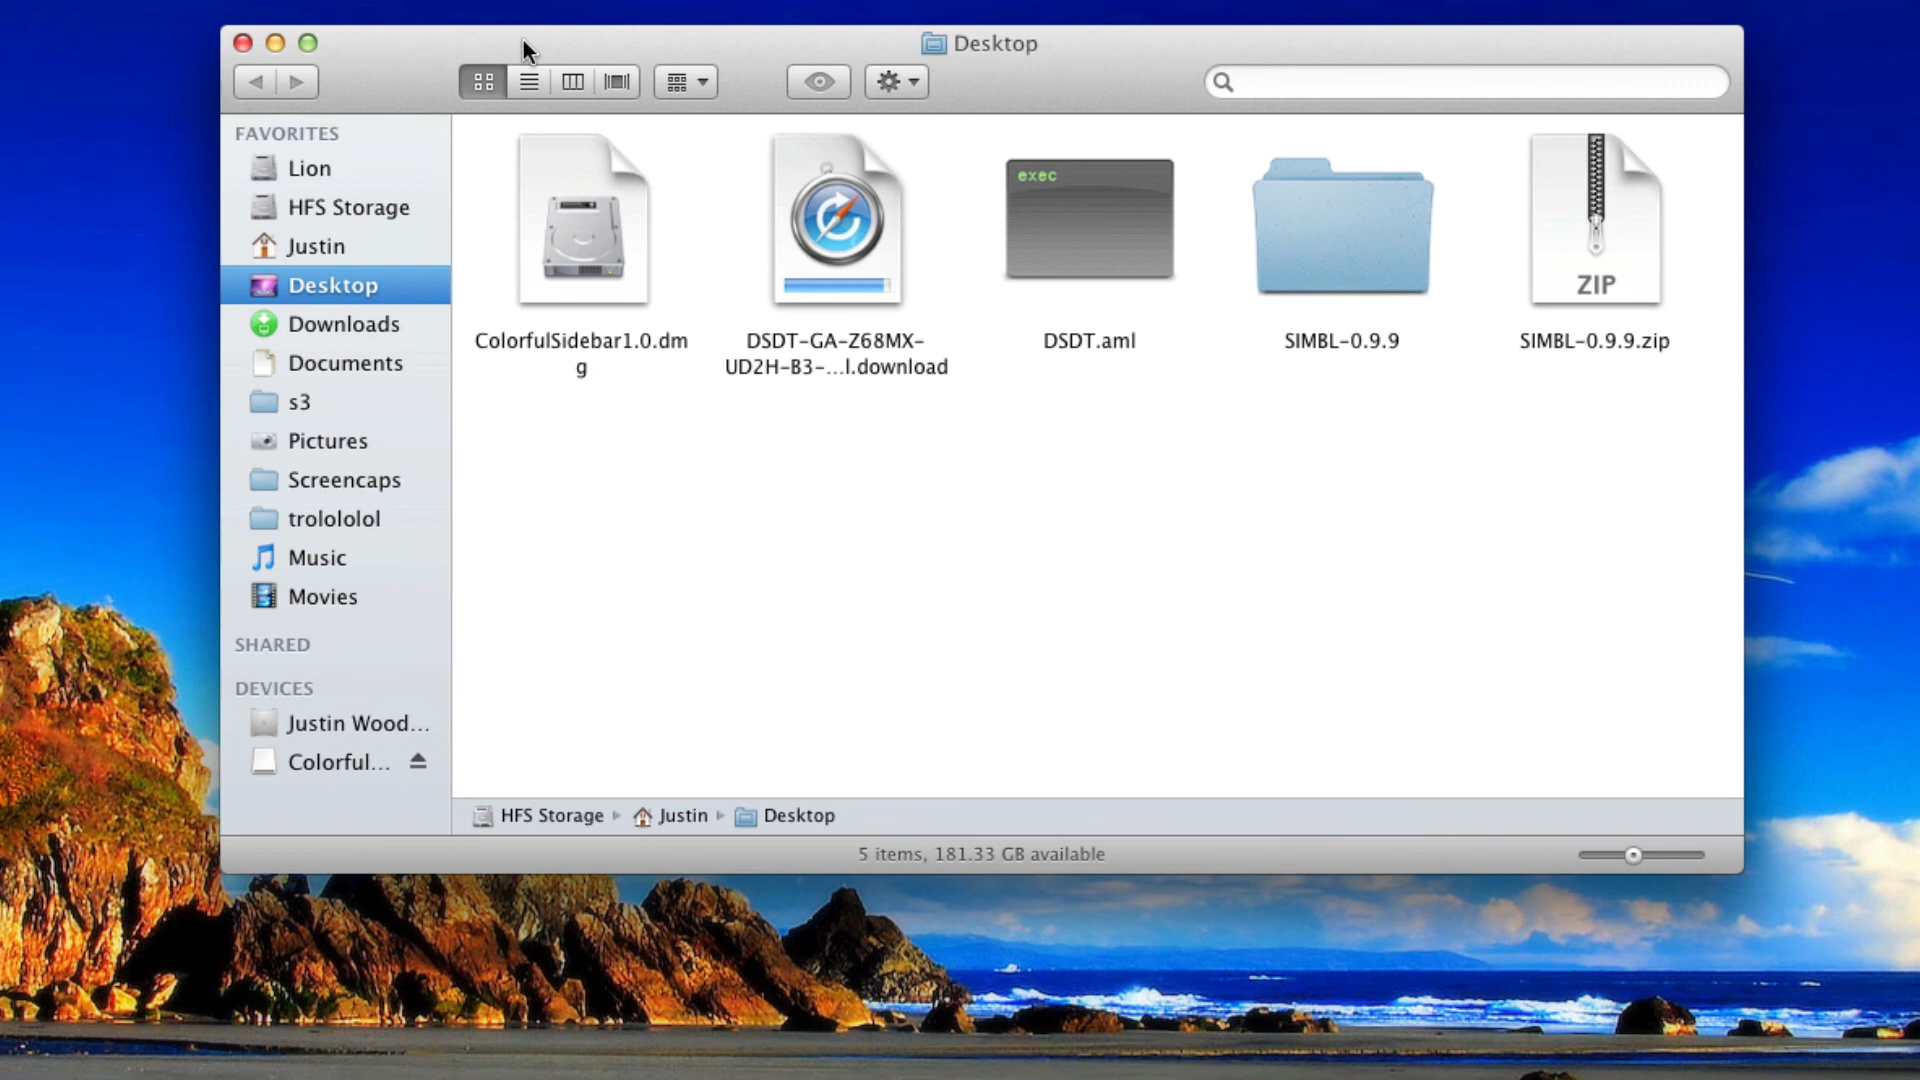 Desktop
FAVORITES
Lion
HFS Storage
Justin
Desktop
Downloads
Documents
s3
Pictures
Screencaps
trolololol
Music
Movies
SHARED
DEVICES
Justin Wood...
Colorful...
exec
ZIP
ColorfulSidebar1.0.dm
g
DSDT-GA-Z68MX-
UD2H-B3-...l.download
DSDT.aml
SIMBL-0.9.9
SIMBL-0.9.9.zip
HFS Storage Justin Desktop
5 items, 181.33 GB available